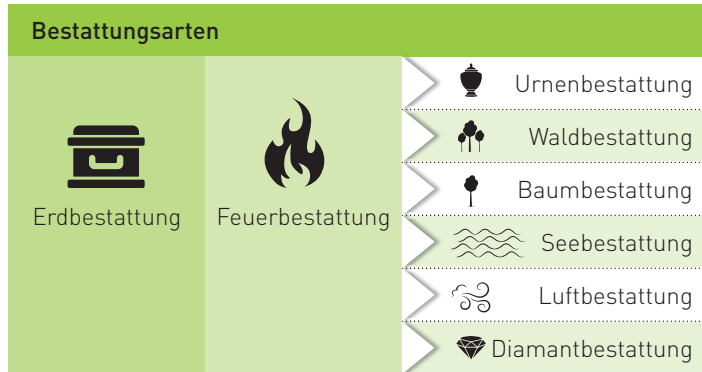 Bestattungsarten
Erdbestattung
Feuerbestattung
Urnenbestattung
Waldbestattung
Baumbestattung
Seebestattung
Luftbestattung
Diamantbestattung